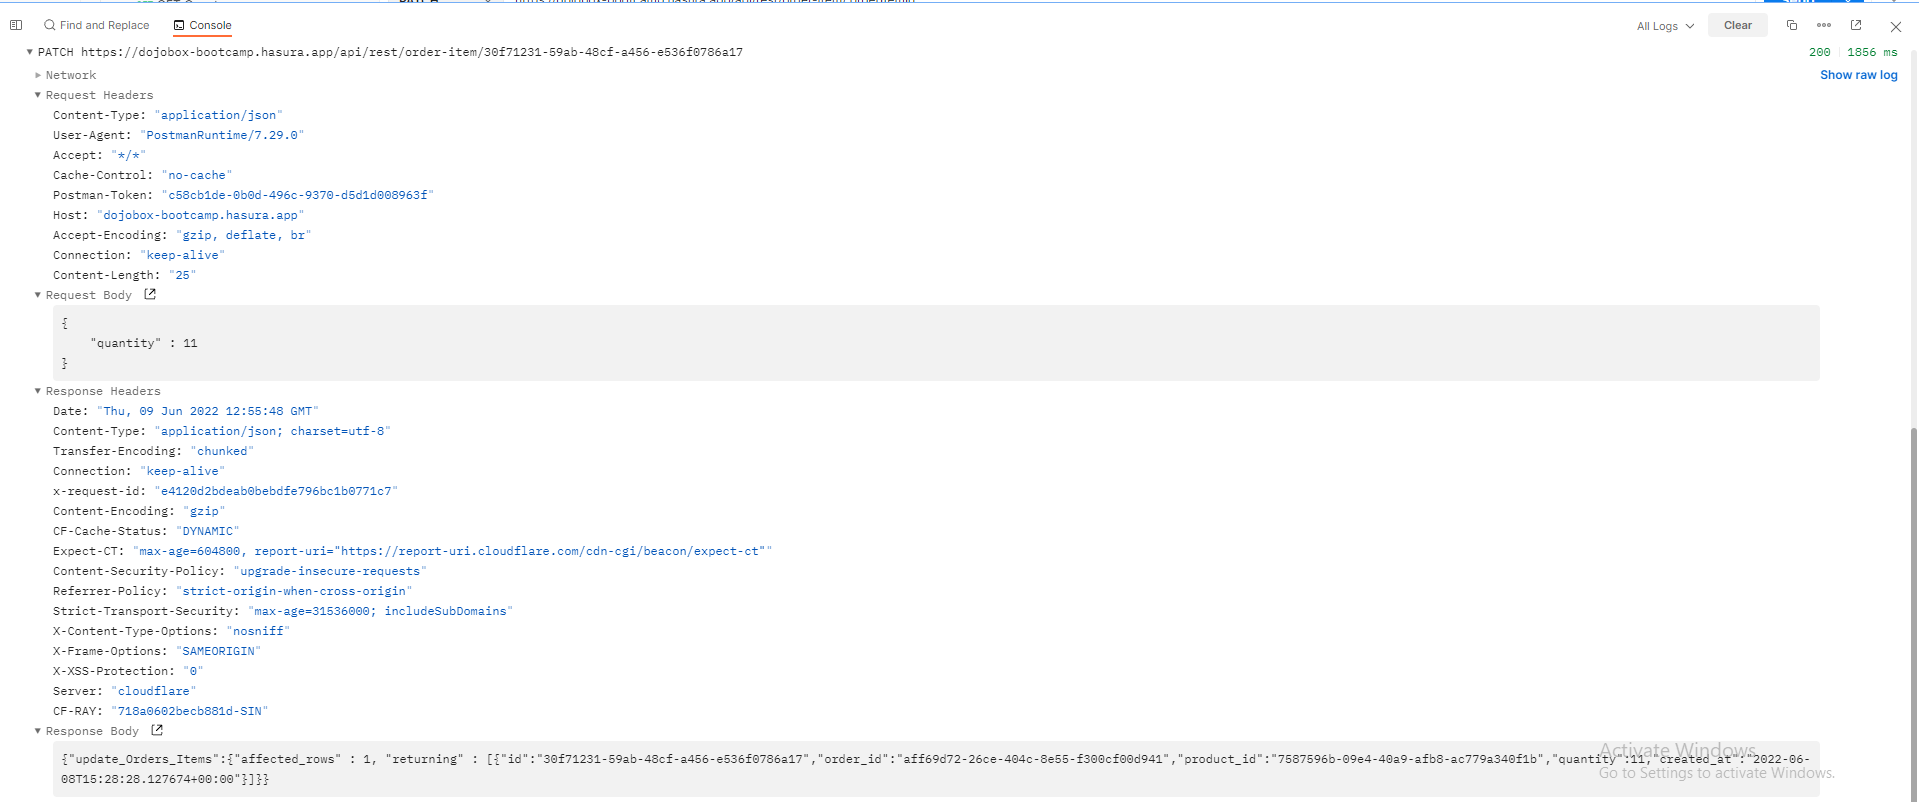 Find and Replace Console All Logs Clear
PATCH https://dojobox-bootcamp.hasura.app/api/rest/order-item/30f71231-59ab-48cf-a456-e536f0786a17 200 1856 ms
Network Show raw log
Request Headers
Content-Type: "application/json"
User-Agent: "PostmanRuntime/7.29.0"
Accept: "*/*"
Cache-Control: "no-cache"
Postman-Token: "c58cb1de-0b0d-496c-9370-d5d1d008963f"
Host: "dojobox-bootcamp.hasura.app"
Accept-Encoding: "gzip, deflate, br"
Connection: "keep-alive"
Content-Length: "25"
Request Body
{
"quantity" : 11
}
Response Headers
Date: "Thu, 09 Jun 2022 12:55:48 GMT"
Content-Type: "application/json; charset=utf-8"
Transfer-Encoding: "chunked"
Connection: "keep-alive"
x-request-id: "e4120d2bdeab0bebdfe796bc1b0771c7"
Content-Encoding: "gzip"
CF-Cache-Status: "DYNAMIC"
Expect-CT: "max-age=604800, report-uri="https://report-uri.cloudflare.com/cdn-cgi/beacon/expect-ct""
Content-Security-Policy: "upgrade-insecure-requests"
Referrer-Policy: "strict-origin-when-cross-origin"
Strict-Transport-Security: "max-age=31536000; includeSubDomains"
X-Content-Type-Options: "nosniff"
X-Frame-Options: "SAMEORIGIN"
X-XSS-Protection: "0"
Server: "cloudflare"
CF-RAY: "718a0602becb881d-SIN"
Response Body
{"update_Orders_Items":{"affected_rows" : 1, "returning" : [{"id":"30f71231-59ab-48cf-a456-e536f0786a17","order_id":"aff69d72-26ce-404c-8e55-f300cf00d941","product_id":"7587596b-09e4-40a9-afb8-ac779a340f1b","quantity":11,"created_at":"2022-06-
08T15:28:28.127674+00:00"}]}}
Activate Windows
Go to Settings to activate Windows.